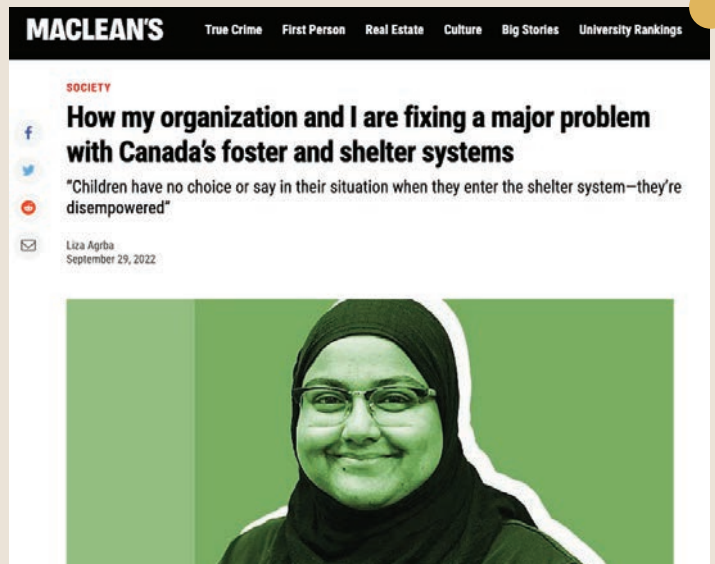 MACLEAN'S
True Crime First Person Real Estate Culture Big Stories University Rankings
SOCIETY
How my organization and I are fixing a major problem
with Canada's foster and shelter systems
"Children have no choice or say in their situation when they enter the shelter system—they're
disempowered"
Liza Agrba
September 29, 2022